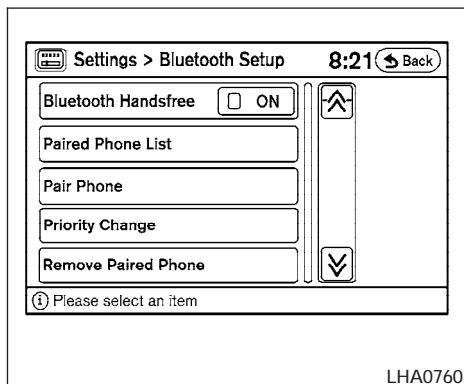 Settings > Bluetooth Setup 8:21 Back
Bluetooth Handsfree ON
Paired Phone List
Pair Phone
Priority Change
Remove Paired Phone
i Please select an item
LHA0760